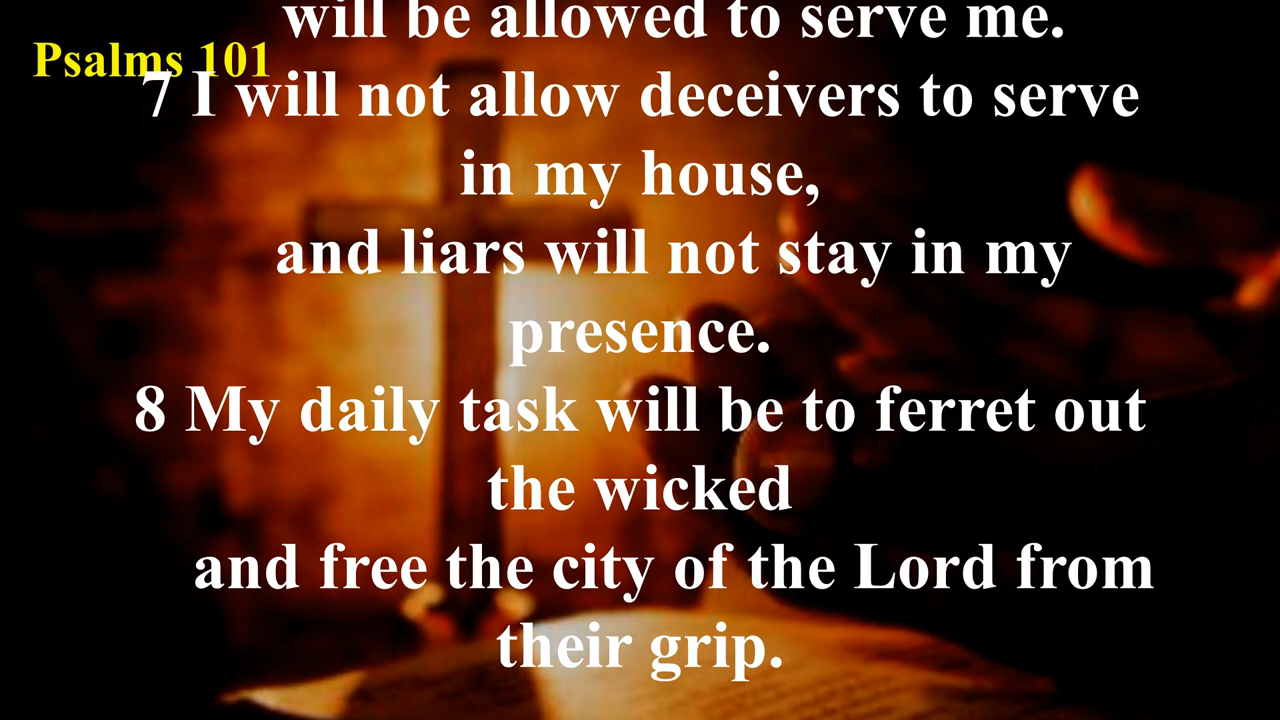 will be allowed to serve me.
Psalms 101
7 I will not allow deceivers to serve
in my house,
and liars will not stay in my
presence.
8 My daily task will be to ferret out
the wicked
and free the city of the Lord from
their grip.